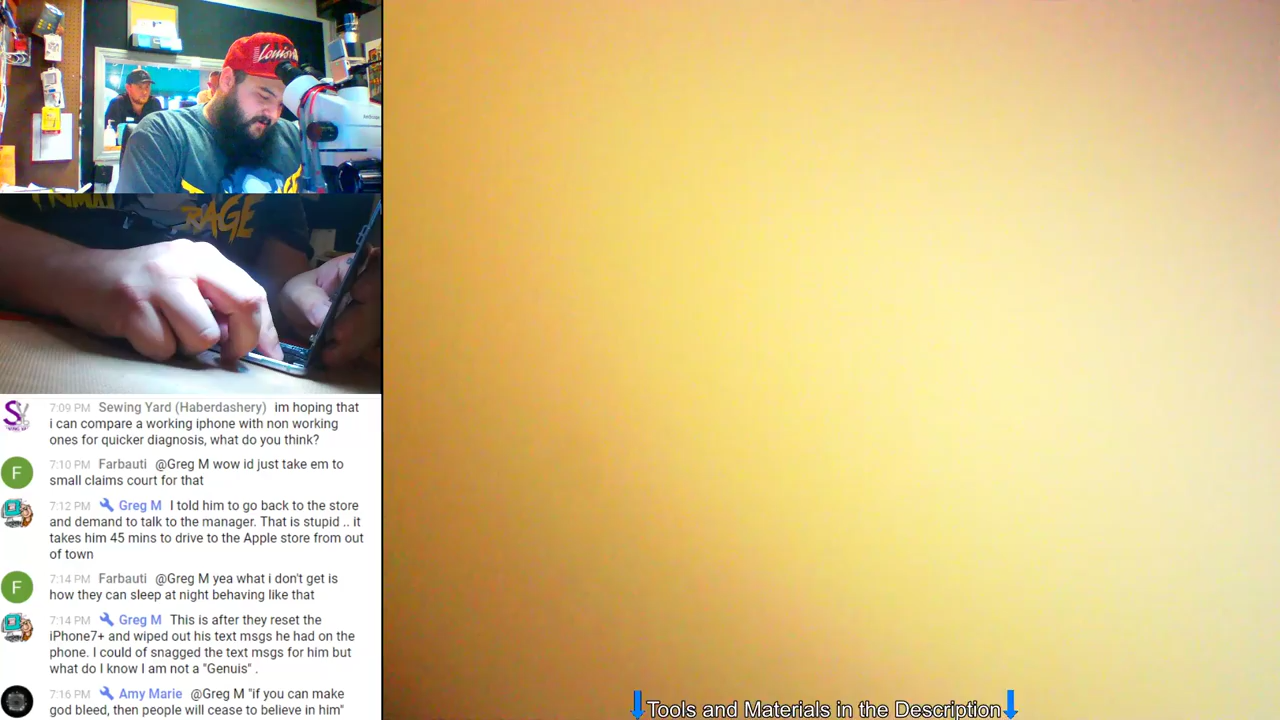 Louisv
PRIMAL
RAGE
7:09 PM Sewing Yard (Haberdashery) im hoping that
i can compare a working iphone with non working
ones for quicker diagnosis, what do you think?
F
7:10 PM Farbauti @Greg M wow id just take em to
small claims court for that
7:12 PM Greg M I told him to go back to the store
and demand to talk to the manager. That is stupid .. it
takes him 45 mins to drive to the Apple store from out
of town
F
7:14 PM Farbauti @Greg M yea what i don't get is
how they can sleep at night behaving like that
7:14 PM Greg M This is after they reset the
iPhone7+ and wiped out his text msgs he had on the
phone. I could of snagged the text msgs for him but
what do I know I am not a "Genuis" .
7:16 PM Amy Marie @Greg M "if you can make
god bleed, then people will cease to believe in him"
Tools and Materials in the Description